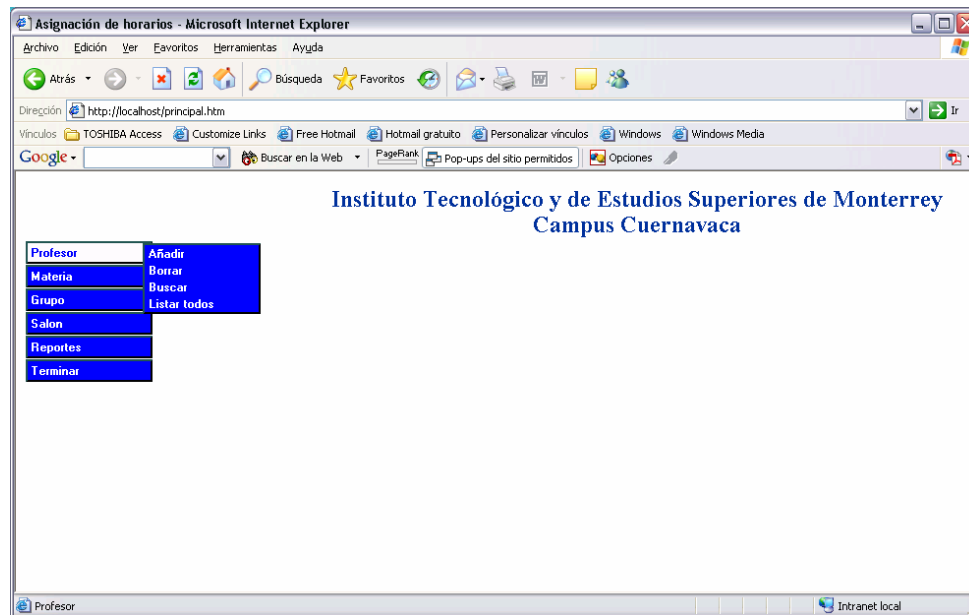 Asignación de horarios - Microsoft Internet Explorer
Archivo Edición Ver Favoritos Herramientas Ayuda
Atrás Búsqueda Favoritos
Dirección http://localhost/principal.htm Ir
Vínculos TOSHIBA Access Customize Links Free Hotmail Hotmail gratuito Personalizar vínculos Windows Windows Media
Google Buscar en la Web PageRank Pop-ups del sitio permitidos Opciones
Instituto Tecnológico y de Estudios Superiores de Monterrey
Campus Cuernavaca
Profesor
Añadir
Borrar
Buscar
Listar todos
Materia
Grupo
Salon
Reportes
Terminar
Profesor Intranet local